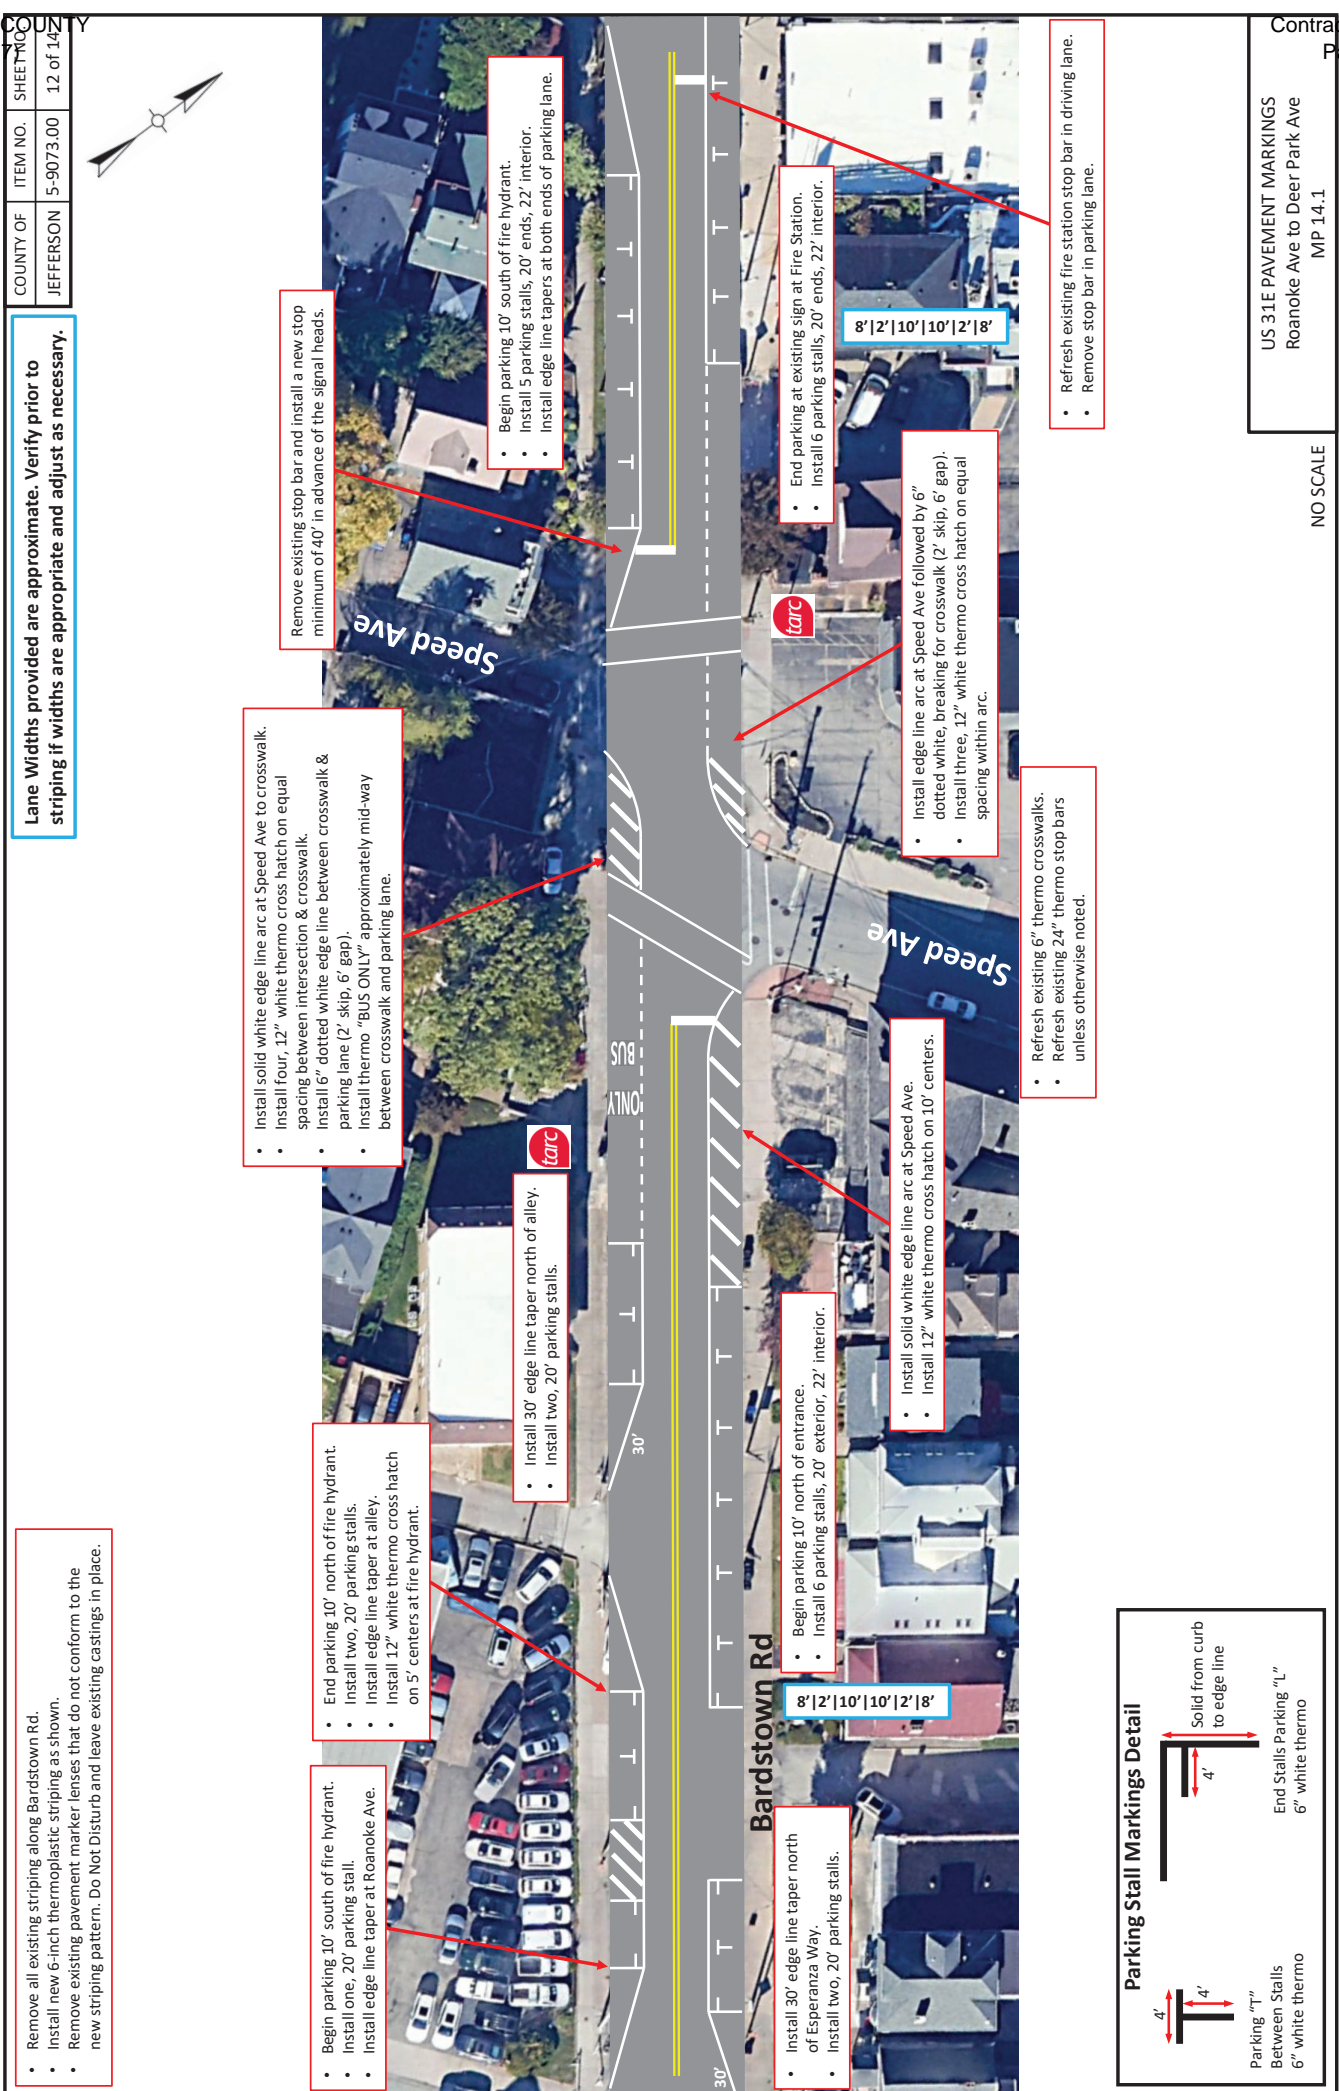 COUNTY
7)
Contra
Pa
COUNTY OF ITEM NO. SHEET NO.
JEFFERSON 5-9073.00 12 of 14
Lane Widths provided are approximate. Verify prior to
striping if widths are appropriate and adjust as necessary.
• Remove all existing striping along Bardstown Rd.
• Install new 6-inch thermoplastic striping as shown.
• Remove existing pavement marker lenses that do not conform to the
new striping pattern. Do Not Disturb and leave existing castings in place.
• Begin parking 10' south of fire hydrant.
• Install one, 20' parking stall.
• Install edge line taper at Roanoke Ave.
• End parking 10' north of fire hydrant.
• Install two, 20' parking stalls.
• Install edge line taper at alley.
• Install 12" white thermo cross hatch
on 5' centers at fire hydrant.
• Install 30' edge line taper north of alley.
• Install two, 20' parking stalls.
• Install solid white edge line arc at Speed Ave to crosswalk.
• Install four, 12" white thermo cross hatch on equal
spacing between intersection & crosswalk.
• Install 6" dotted white edge line between crosswalk &
parking lane (2' skip, 6' gap).
• Install thermo "BUS ONLY" approximately mid-way
between crosswalk and parking lane.
Remove existing stop bar and install a new stop
minimum of 40' in advance of the signal heads.
• Begin parking 10' south of fire hydrant.
• Install 5 parking stalls, 20' ends, 22' interior.
• Install edge line tapers at both ends of parking lane.
Speed Ave
tarc
30'
ONLY
BUS
30'
Bardstown Rd
Speed Ave
tarc
• Install 30' edge line taper north
of Esperanza Way.
• Install two, 20' parking stalls.
8'|2'|10'|10'|2'|8'
• Begin parking 10' north of entrance.
• Install 6 parking stalls, 20' exterior, 22' interior.
• Install solid white edge line arc at Speed Ave.
• Install 12" white thermo cross hatch on 10' centers.
• Install edge line arc at Speed Ave followed by 6"
dotted white, breaking for crosswalk (2' skip, 6' gap).
• Install three, 12" white thermo cross hatch on equal
spacing within arc.
• End parking at existing sign at Fire Station.
• Install 6 parking stalls, 20' ends, 22' interior.
8'|2'|10'|10'|2'|8'
• Refresh existing 6" thermo crosswalks.
• Refresh existing 24" thermo stop bars
unless otherwise noted.
• Refresh existing fire station stop bar in driving lane.
• Remove stop bar in parking lane.
Parking Stall Markings Detail
4'
4'
Parking "T"
Between Stalls
6" white thermo
4'
Solid from curb
to edge line
End Stalls Parking "L"
6" white thermo
NO SCALE
US 31E PAVEMENT MARKINGS
Roanoke Ave to Deer Park Ave
MP 14.1